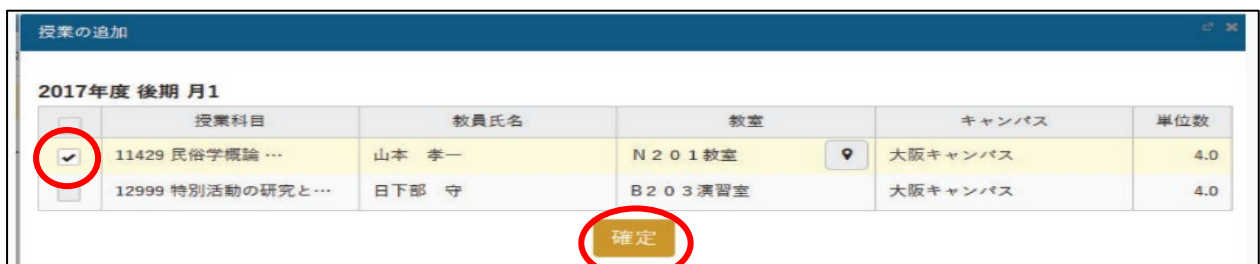 授業の追加
2017年度 後期 月1
授業科目 教員氏名 教室 キャンパス 単位数
11429 民俗学概論 … 山本 孝一 N201教室 大阪キャンパス 4.0
12999 特別活動の研究と… 日下部 守 B203演習室 大阪キャンパス 4.0
確定